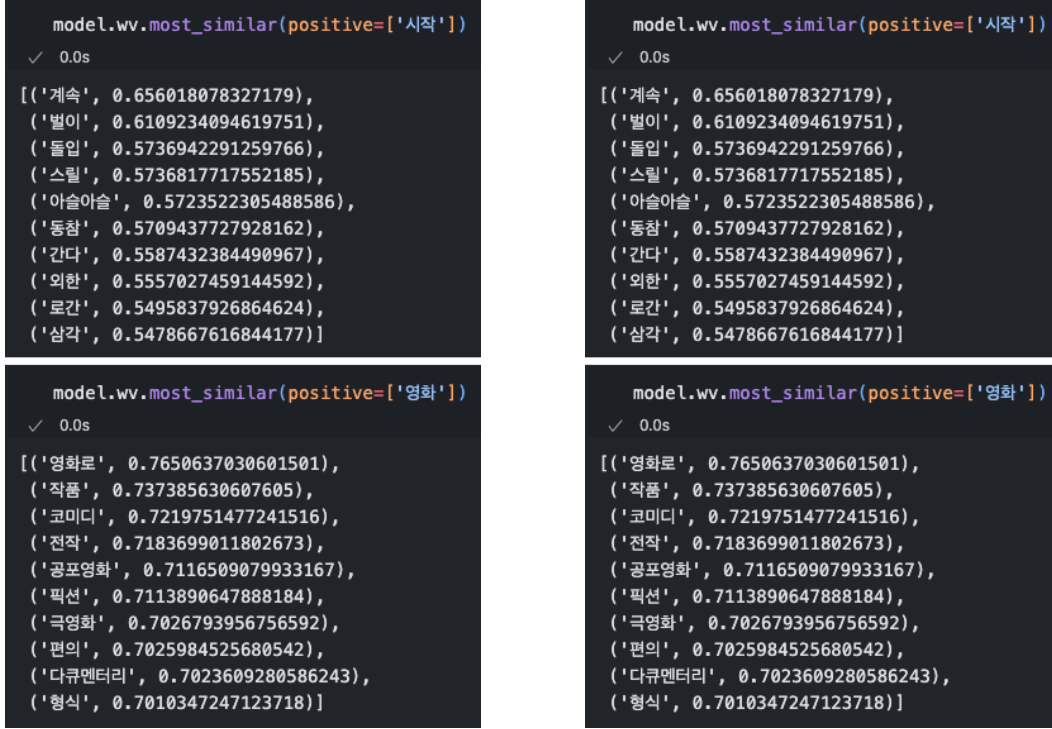 model.wv.most_similar(positive=['시작'])
✓ 0.0s
[('계속', 0.656018078327179),
('벌이', 0.6109234094619751),
('돌입', 0.5736942291259766),
('스릴', 0.5736817717552185),
('아슬아슬', 0.5723522305488586),
('동참', 0.5709437727928162),
('간다', 0.5587432384490967),
('외한', 0.5557027459144592),
('로간', 0.5495837926864624),
('삼각', 0.5478667616844177)]
model.wv.most_similar(positive=['영화'])
✓ 0.0s
[('영화로', 0.7650637030601501),
('작품', 0.737385630607605),
('코미디', 0.7219751477241516),
('전작', 0.7183699011802673),
('공포영화', 0.7116509079933167),
('픽션', 0.7113890647888184),
('극영화', 0.7026793956756592),
('편의', 0.7025984525680542),
('다큐멘터리', 0.7023609280586243),
('형식', 0.7010347247123718)]
model.wv.most_similar(positive=['시작'])
✓ 0.0s
[('계속', 0.656018078327179),
('벌이', 0.6109234094619751),
('돌입', 0.5736942291259766),
('스릴', 0.5736817717552185),
('아슬아슬', 0.5723522305488586),
('동참', 0.5709437727928162),
('간다', 0.5587432384490967),
('외한', 0.5557027459144592),
('로간', 0.5495837926864624),
('삼각', 0.5478667616844177)]
model.wv.most_similar(positive=['영화'])
✓ 0.0s
[('영화로', 0.7650637030601501),
('작품', 0.737385630607605),
('코미디', 0.7219751477241516),
('전작', 0.7183699011802673),
('공포영화', 0.7116509079933167),
('픽션', 0.7113890647888184),
('극영화', 0.7026793956756592),
('편의', 0.7025984525680542),
('다큐멘터리', 0.7023609280586243),
('형식', 0.7010347247123718)]